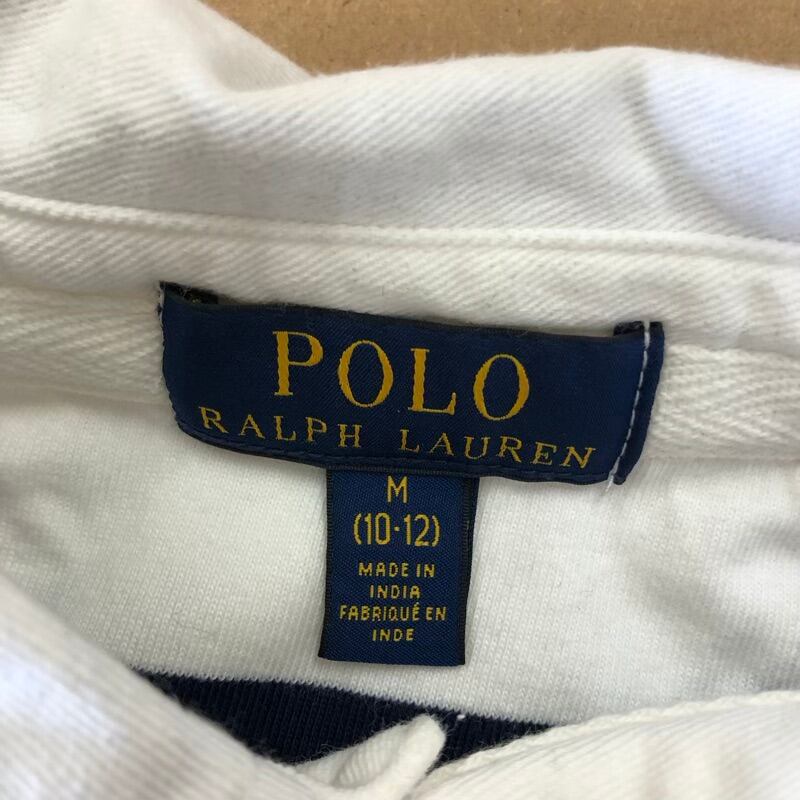 POLO
RALPH LAUREN
M
(10-12)
MADE IN
INDIA
FABRIQUÉ EN
INDE